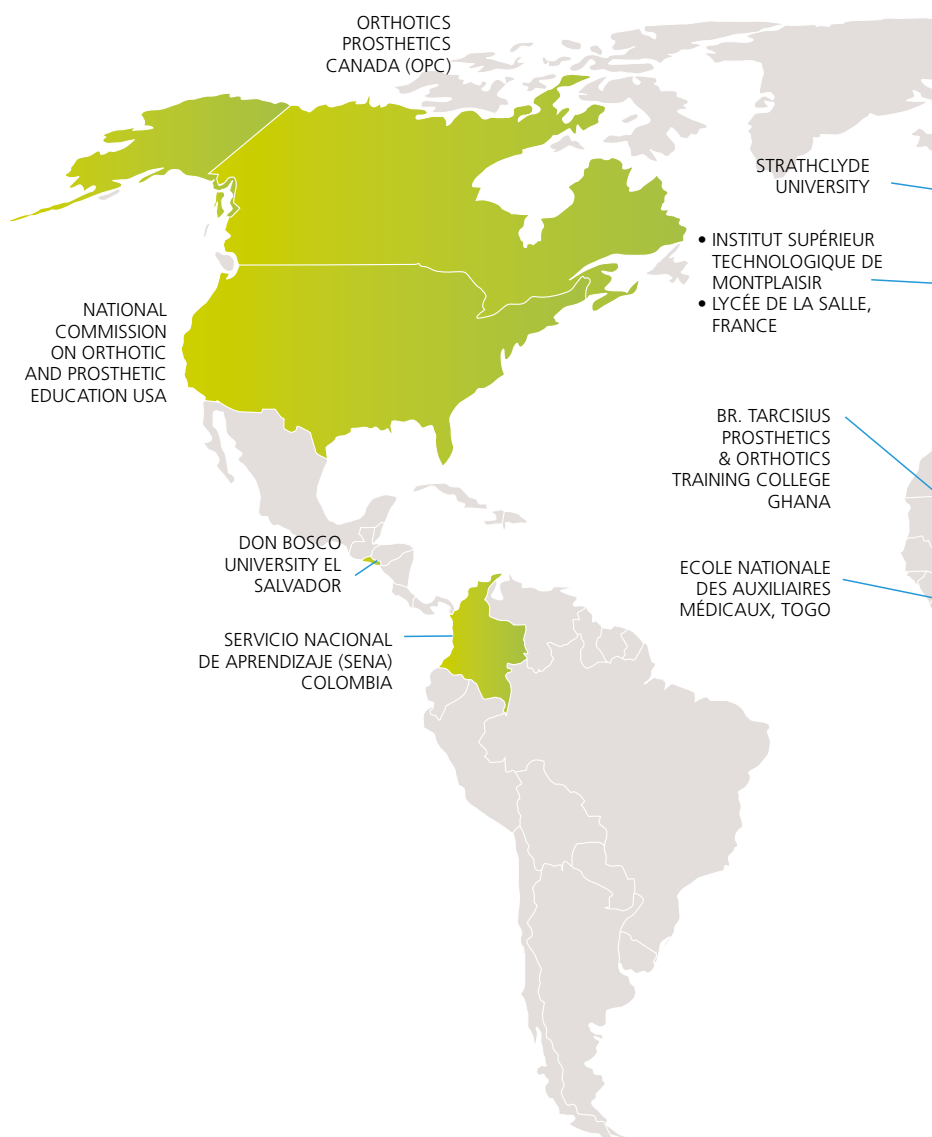 ORTHOTICS
PROSTHETICS
CANADA (OPC)
STRATHCLYDE
UNIVERSITY
• INSTITUT SUPÉRIEUR
TECHNOLOGIQUE DE
MONTPLAISIR
• LYCÉE DE LA SALLE,
FRANCE
NATIONAL
COMMISSION
ON ORTHOTIC
AND PROSTHETIC
EDUCATION USA
BR. TARCISIUS
PROSTHETICS
& ORTHOTICS
TRAINING COLLEGE
GHANA
DON BOSCO
UNIVERSITY EL
SALVADOR
ECOLE NATIONALE
DES AUXILIAIRES
MÉDICAUX, TOGO
SERVICIO NACIONAL
DE APRENDIZAJE (SENA)
COLOMBIA